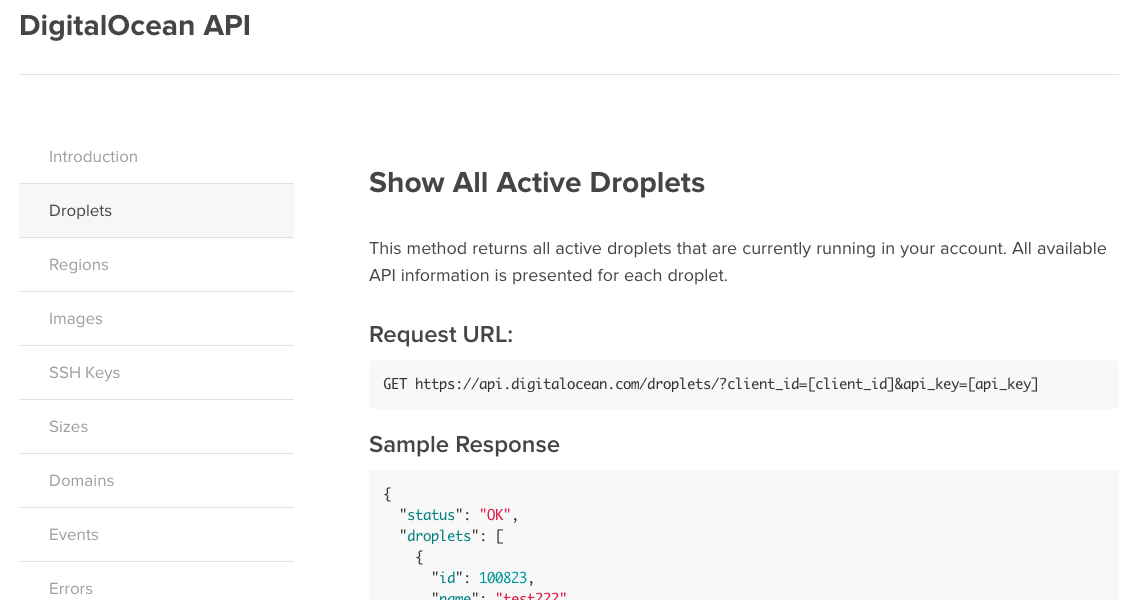 DigitalOcean API
Introduction
Droplets
Regions
Images
SSH Keys
Sizes
Domains
Events
Errors
Show All Active Droplets
This method returns all active droplets that are currently running in your account. All available
API information is presented for each droplet.
Request URL:
GET https://api.digitalocean.com/droplets/?client_id=[client_id]&api_key=[api_key]
Sample Response
{
"status": "OK",
"droplets": [
{
"id": 100823,
"name": "test222"